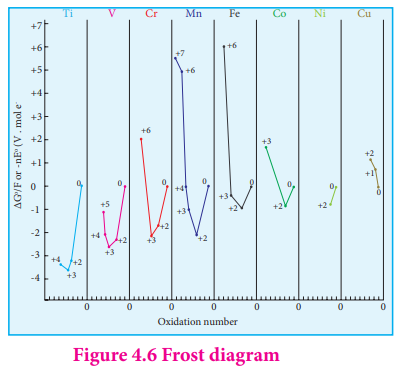 Ti V Cr Mn Fe Co Ni Cu
ΔG⁰/F or -nE⁰ (V . mol e⁻
+7
+6
+5
+4
+3
+2
+1
0
-1
-2
-3
-4
+4 +3 +2 0
+5 +4 +3 +2 0
+6 +3 +2 0
+7 +6 +4 +3 +2 0
+6 +3 +2 0
+3 +2 0
+2 0
+2 +1 0
0 0 0 0 0 0 0 0
Oxidation number
Figure 4.6 Frost diagram